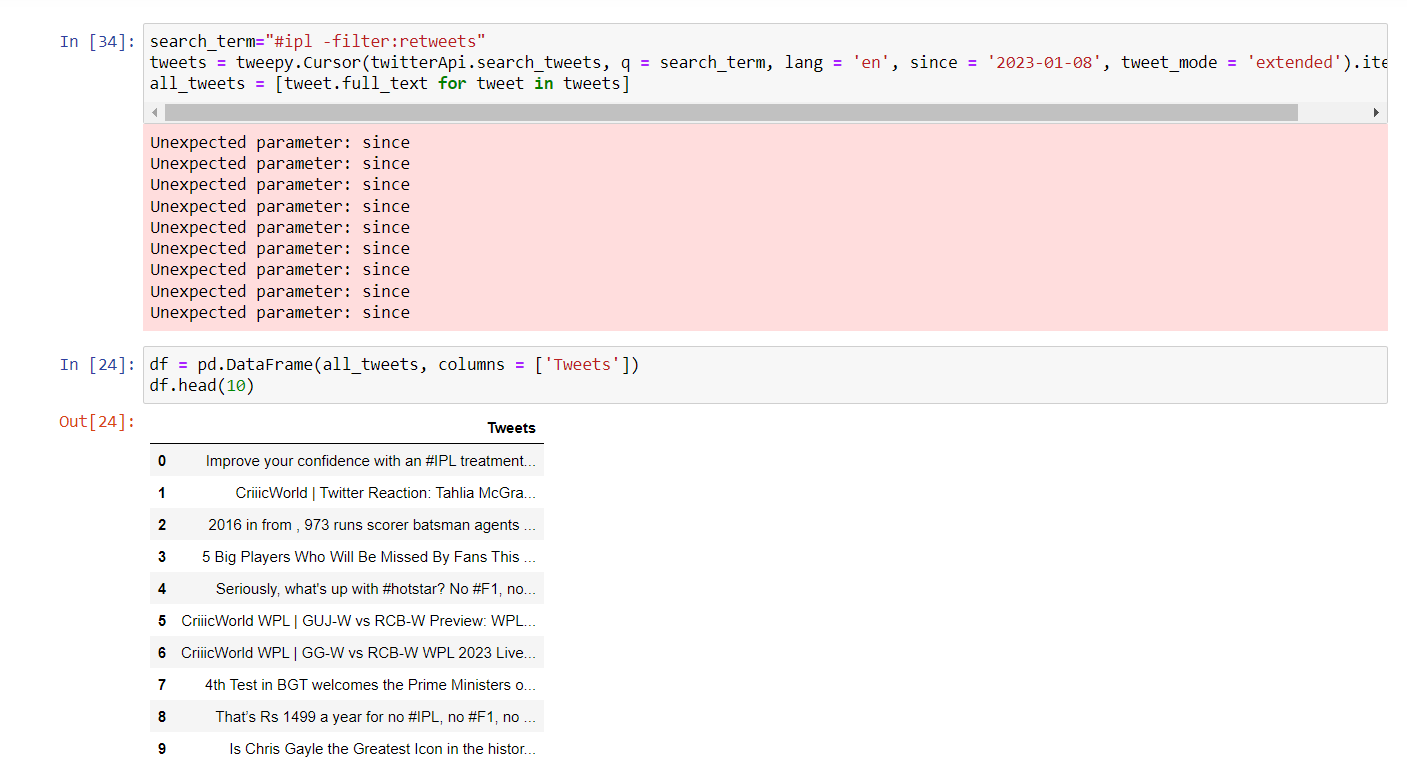 In [34]: search_term="#ipl -filter:retweets"
tweets = tweepy.Cursor(twitterApi.search_tweets, q = search_term, lang = 'en', since = '2023-01-08', tweet_mode = 'extended').ite
all_tweets = [tweet.full_text for tweet in tweets]
Unexpected parameter: since
Unexpected parameter: since
Unexpected parameter: since
Unexpected parameter: since
Unexpected parameter: since
Unexpected parameter: since
Unexpected parameter: since
Unexpected parameter: since
Unexpected parameter: since
In [24]: df = pd.DataFrame(all_tweets, columns = ['Tweets'])
df.head(10)
Out[24]:
Tweets
0 Improve your confidence with an #IPL treatment...
1 CriiicWorld | Twitter Reaction: Tahlia McGra...
2 2016 in from , 973 runs scorer batsman agents ...
3 5 Big Players Who Will Be Missed By Fans This ...
4 Seriously, what's up with #hotstar? No #F1, no...
5 CriiicWorld WPL | GUJ-W vs RCB-W Preview: WPL...
6 CriiicWorld WPL | GG-W vs RCB-W WPL 2023 Live...
7 4th Test in BGT welcomes the Prime Ministers o...
8 That's Rs 1499 a year for no #IPL, no #F1, no ...
9 Is Chris Gayle the Greatest Icon in the histor...